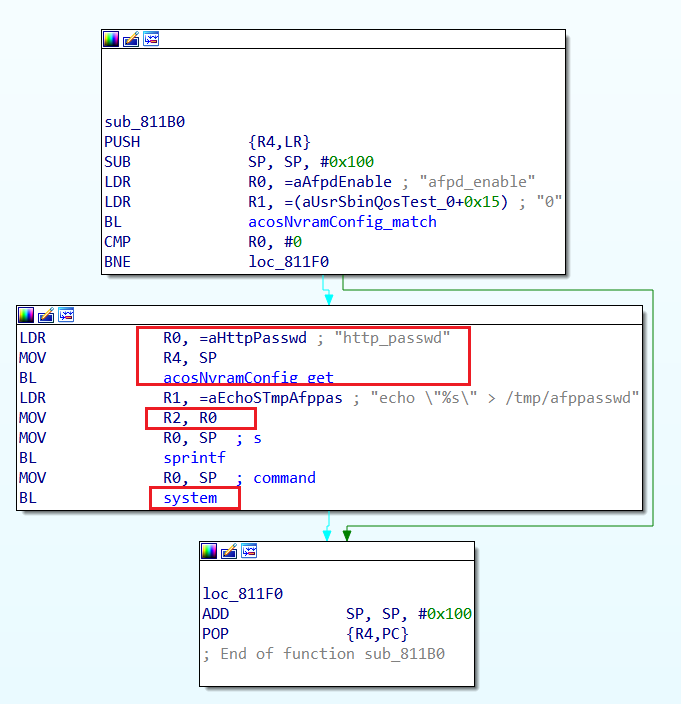 sub_811B0
PUSH {R4,LR}
SUB SP, SP, #0x100
LDR R0, =aAfpdEnable ; "afpd_enable"
LDR R1, =(aUsrSbinQosTest_0+0x15) ; "0"
BL acosNvramConfig_match
CMP R0, #0
BNE loc_811F0
LDR R0, =aHttpPasswd ; "http_passwd"
MOV R4, SP
BL acosNvramConfig_get
LDR R1, =aEchoSTmpAfppas ; "echo \"%s\" > /tmp/afppasswd"
MOV R2, R0
MOV R0, SP ; s
BL sprintf
MOV R0, SP ; command
BL system
loc_811F0
ADD SP, SP, #0x100
POP {R4,PC}
; End of function sub_811B0